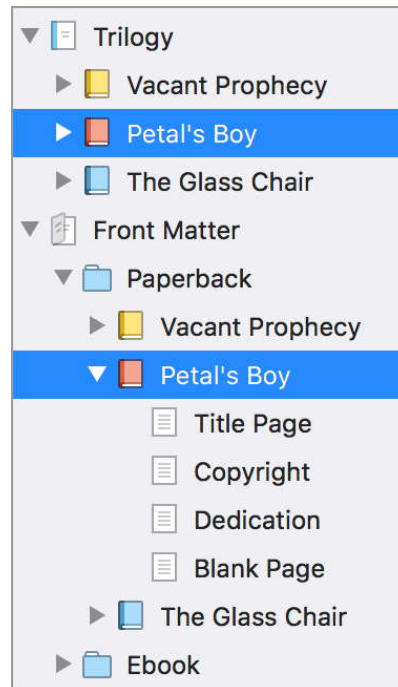 Trilogy
Vacant Prophecy
Petal's Boy
The Glass Chair
Front Matter
Paperback
Vacant Prophecy
Petal's Boy
Title Page
Copyright
Dedication
Blank Page
The Glass Chair
Ebook